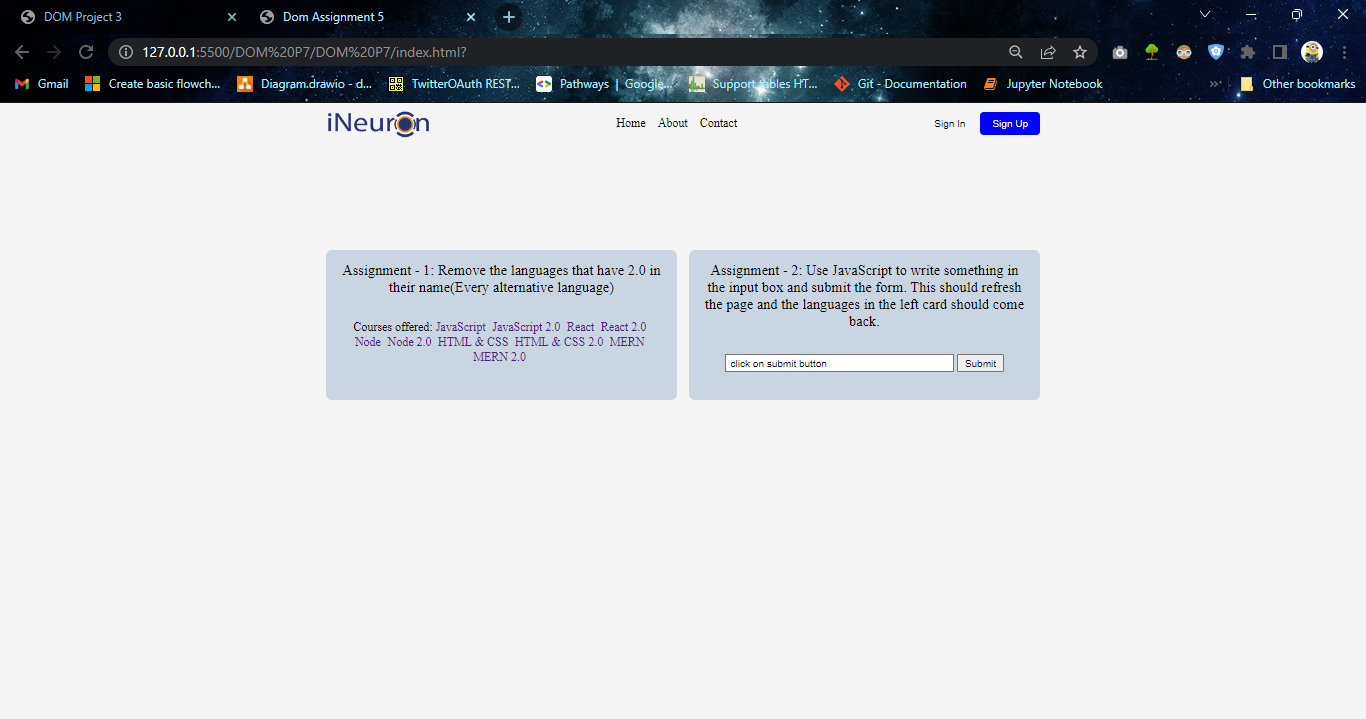 DOM Project 3
Dom Assignment 5
127.0.0.1:5500/DOM%20P7/DOM%20P7/index.html?
Gmail
Create basic flowch...
Diagram.drawio - d...
TwitterOAuth REST...
Pathways | Google...
Support tables HT...
Git - Documentation
Jupyter Notebook
Other bookmarks
iNeuron
Home About Contact
Sign In
Sign Up
Assignment - 1: Remove the languages that have 2.0 in
their name(Every alternative language)
Courses offered: JavaScript JavaScript 2.0 React React 2.0
Node Node 2.0 HTML & CSS HTML & CSS 2.0 MERN
MERN 2.0
Assignment - 2: Use JavaScript to write something in
the input box and submit the form. This should refresh
the page and the languages in the left card should come
back.
click on submit button
Submit